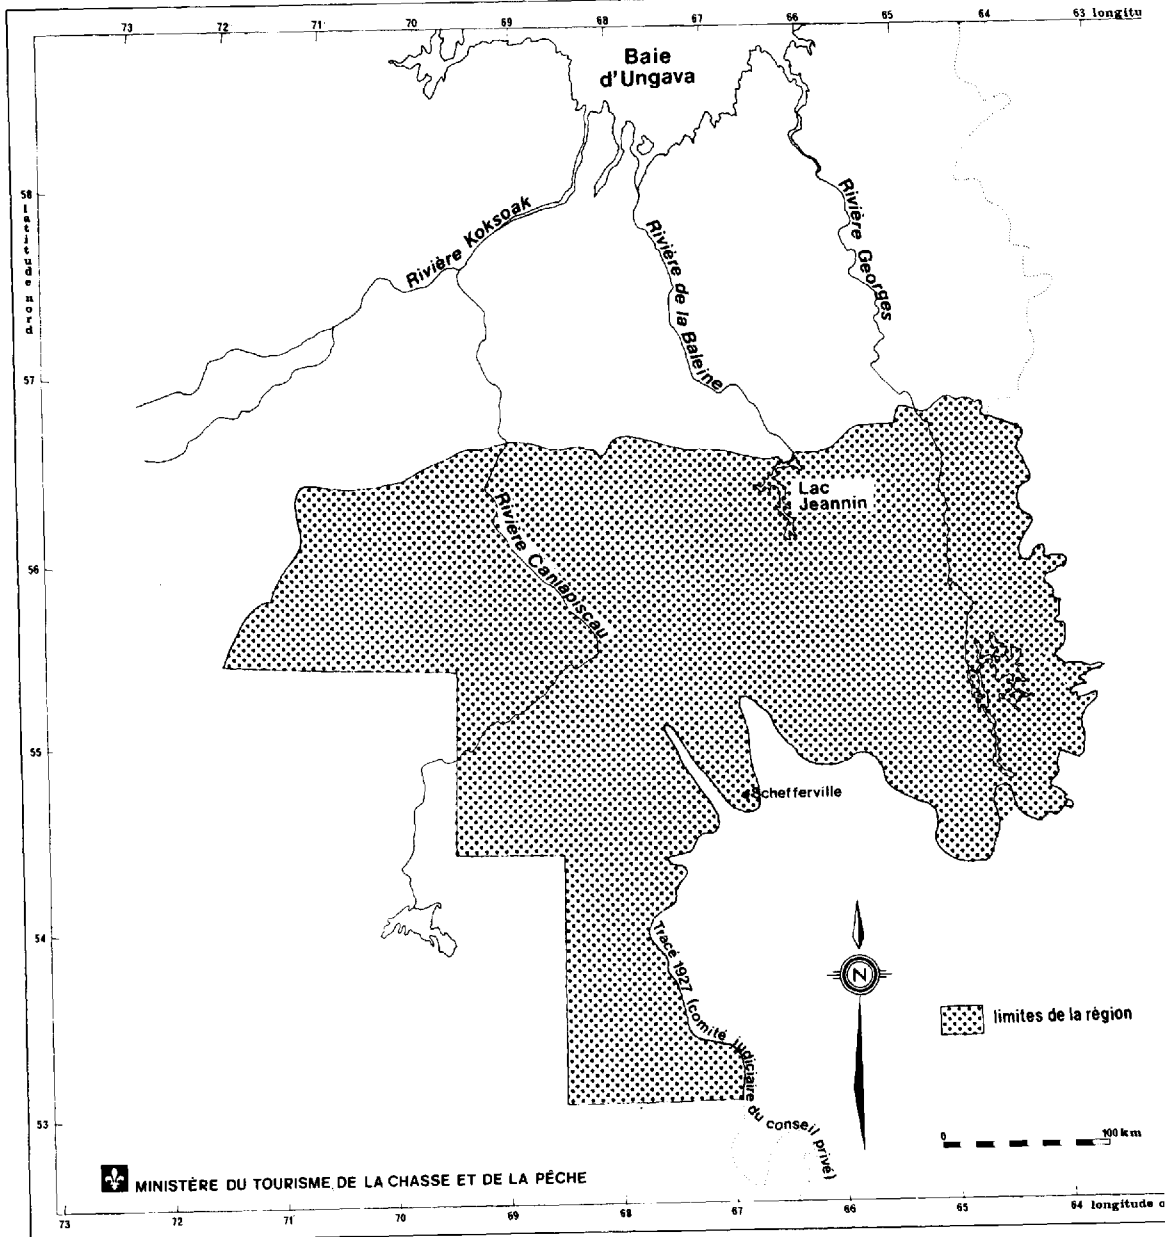 73 72 71 70 69 68 67 66 65 64 63 longitu
Baie
d'Ungava
58
latitude nord
Rivière Koksoak
Rivière de la Baleine
Rivière Georges
57
Lac
Jeannin
Rivière Caniapiscau
56
55
Schefferville
54
Tracé 1927 (comité judiciaire du conseil privé)
limites de la région
53
0 100 km
MINISTÈRE DU TOURISME, DE LA CHASSE ET DE LA PÊCHE
73 72 71 70 69 68 67 66 65 64 longitude o